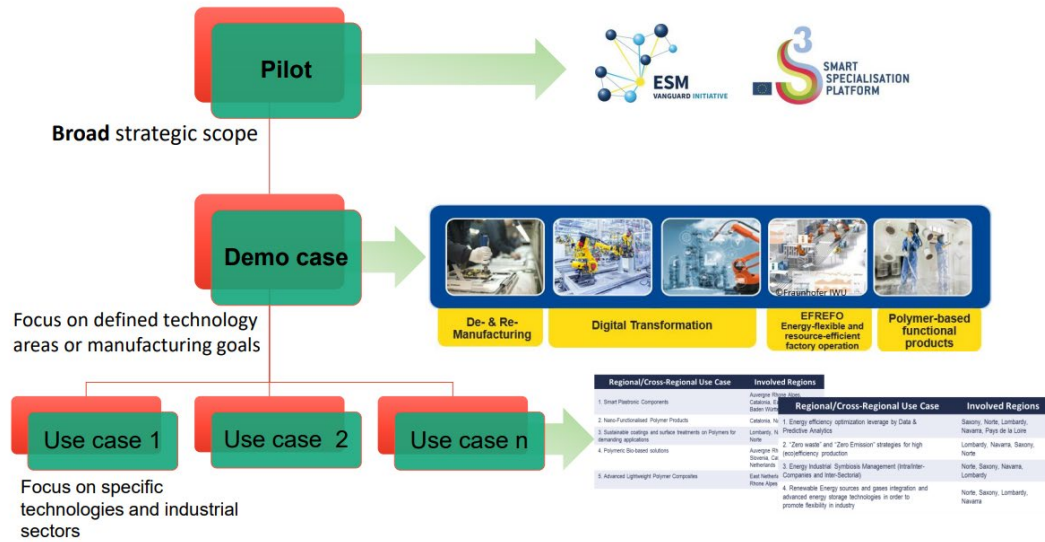 Pilot
ESM
VANGUARD INITIATIVE
3
SMART
SPECIALISATION
PLATFORM
Broad strategic scope
Demo case
©Fraunhofer IWU
De- & Re-
Manufacturing
Digital Transformation
EFREFO
Energy-flexible and
resource-efficient
factory operation
Polymer-based
functional
products
Focus on defined technology
areas or manufacturing goals
Use case 1
Use case 2
Use case n
Focus on specific
technologies and industrial
sectors
Regional/Cross-Regional Use Case Involved Regions
1. Smart Plastronic Components
Auvergne Rhone Alpes,
Catalonia,
Baden
2. Nano-Functionalised Polymer Products Catalonia,
3. Sustainable coatings and surface treatments on Polymers for
demanding applications
Lombardy,
Norte
4. Polymeric Bio-based solutions
Auvergne
Slovenia,
Netherlands
5. Advanced Lightweight Polymer Composites
East
Rhone
Regional/Cross-Regional Use Case Involved Regions
1. Energy efficiency optimization leverage by Data &
Predictive Analytics
Saxony, Norte, Lombardy,
Navarra, Pays de la Loire
2. "Zero waste" and "Zero Emission" strategies for high
(eco)efficiency production
Lombardy, Navarra, Saxony,
Norte
3. Energy Industrial Symbiosis Management (Intra/Inter-
Companies and Inter-Sectorial)
Norte, Saxony, Navarra,
Lombardy
4. Renewable Energy sources and gases integration and
advanced energy storage technologies in order to
promote flexibility in industry
Norte, Saxony, Lombardy,
Navarra